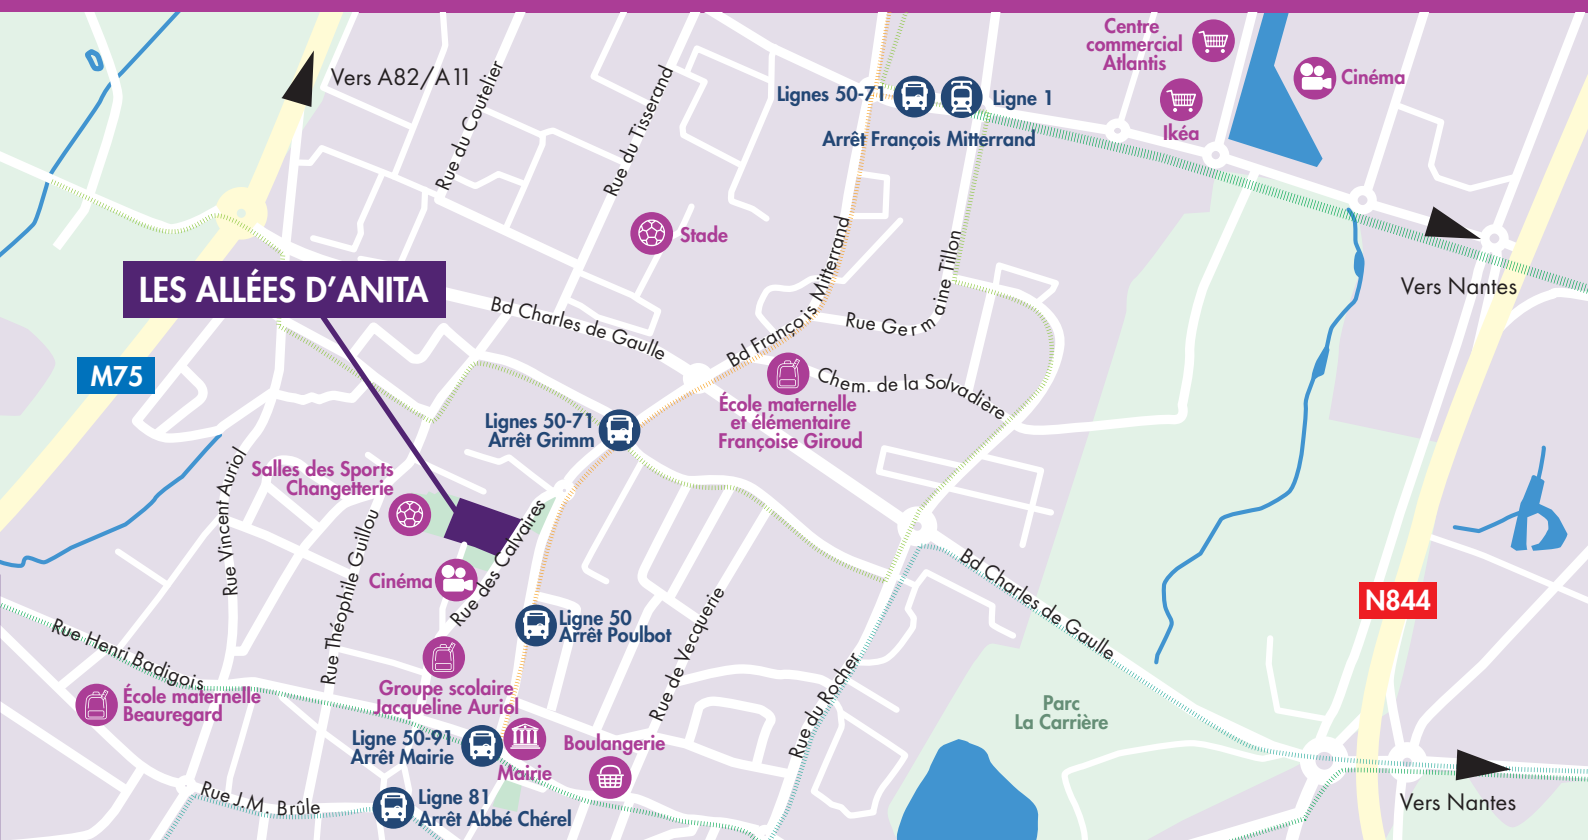 Centre
commercial
Atlantis
Cinéma
Vers A82/A11
Rue du Coutelier
Rue du Tisserand
Lignes 50-71
Ligne 1
Arrêt François Mitterrand
Ikéa
Stade
Vers Nantes
LES ALLÉES D'ANITA
Bd Charles de Gaulle
Bd François Mitterrand
Rue Germaine Tillon
M75
Chem. de la Solvadière
École maternelle
et élémentaire
Françoise Giroud
Lignes 50-71
Arrêt Grimm
Salles des Sports
Changetterie
Rue Vincent Auriol
Rue Théophile Guillou
Rue des Calvaires
Cinéma
Bd Charles de Gaulle
N844
Ligne 50
Arrêt Poulbot
Rue de Vecquerie
Rue Henri Badigois
École maternelle
Beauregard
Groupe scolaire
Jacqueline Auriol
Rue du Rocher
Parc
La Carrière
Ligne 50-91
Arrêt Mairie
Mairie
Boulangerie
Rue J.M. Brûle
Ligne 81
Arrêt Abbé Chérel
Vers Nantes